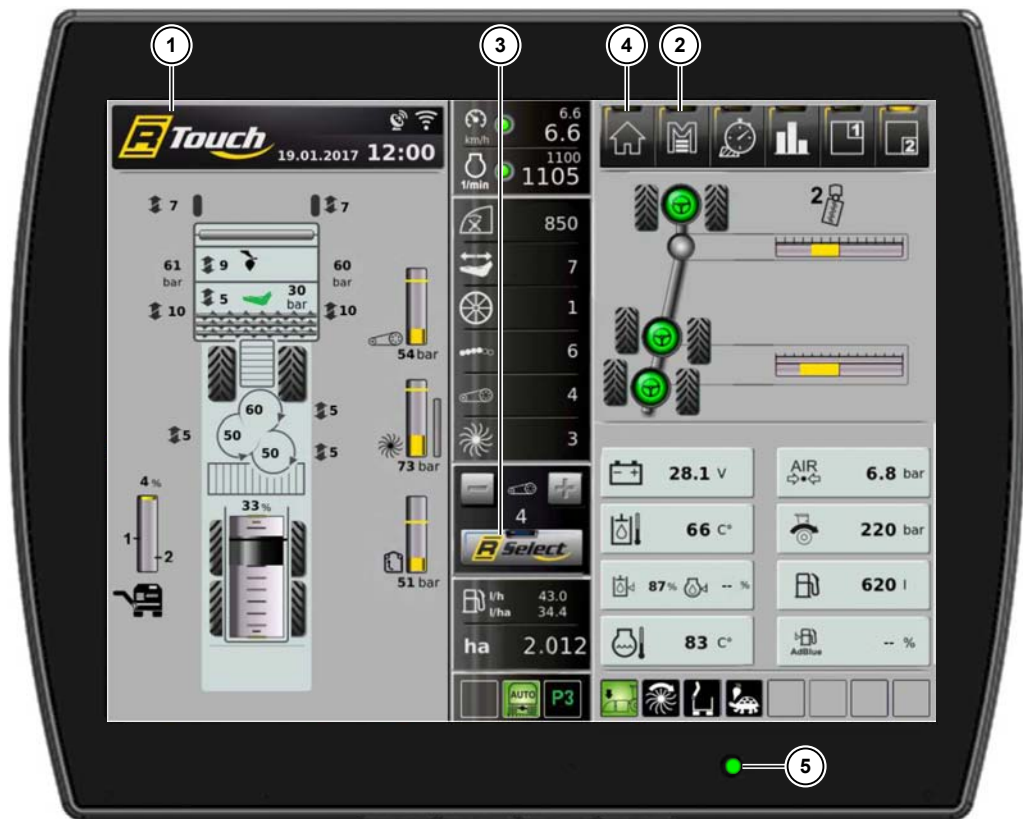 1
3
4
2
R Touch
19.01.2017 12:00
7
7
61
bar
9
60
bar
5
30
bar
10
10
54 bar
60
5
50
5
50
5
73 bar
4 %
33 %
1
2
51 bar
km/h
6.6
6.6
1/min
1100
1105
850
7
1
6
4
3
4
R Select
l/h 43.0
l/ha 34.4
ha 2.012
AUTO
P3
1
2
2
28.1 V
AIR
6.8 bar
66 C°
220 bar
87 %
-- %
620 l
83 C°
AdBlue
-- %
5